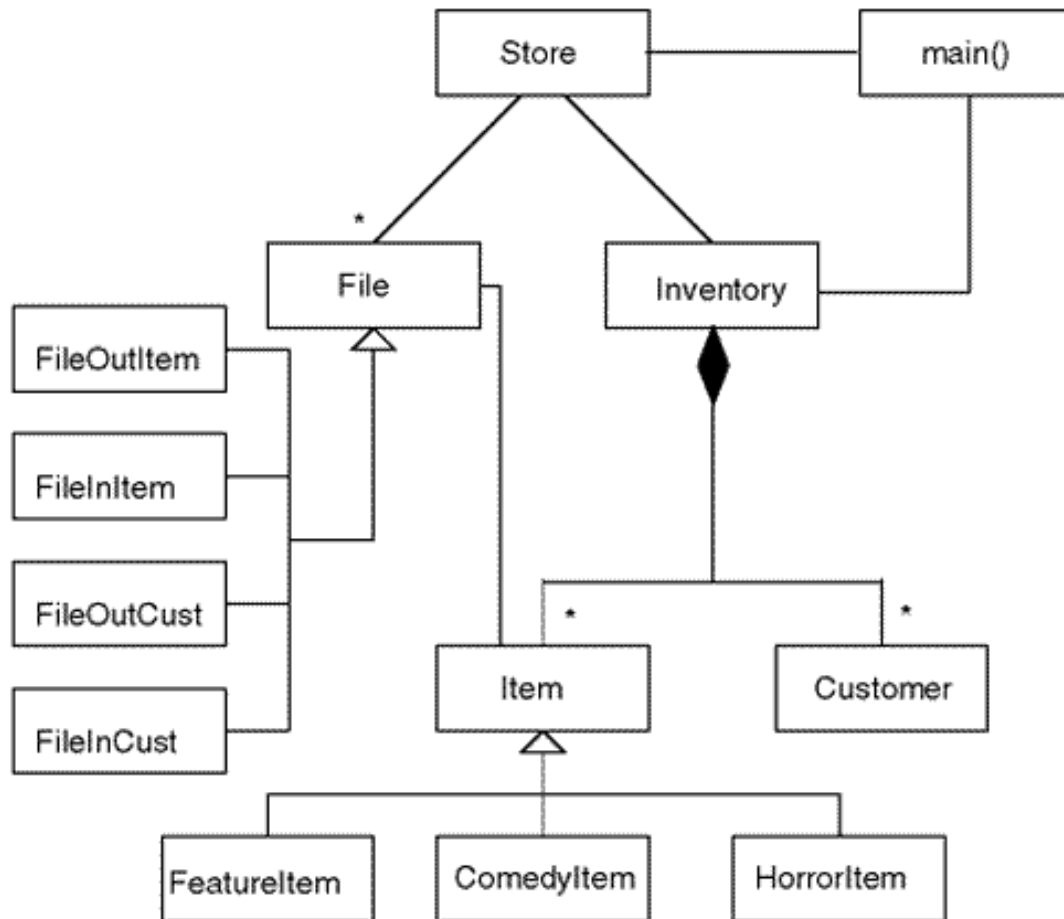 Store
main()
*
File
Inventory
FileOutItem
FileInItem
FileOutCust
FileInCust
*
*
Item
Customer
FeatureItem
ComedyItem
HorrorItem